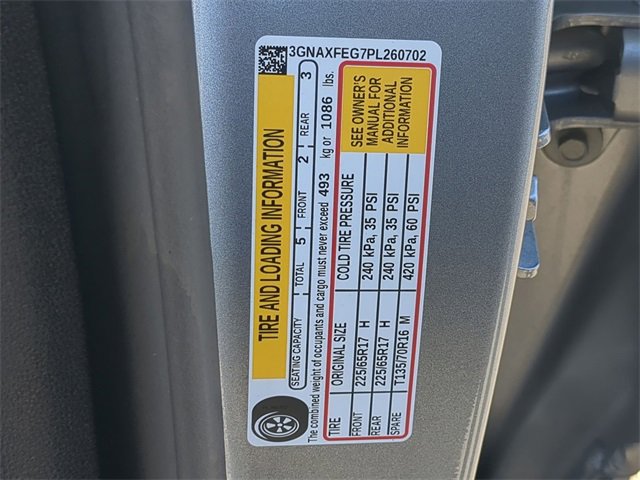 3GNAXFEG7PL260702
TIRE AND LOADING INFORMATION
SEATING CAPACITY TOTAL 5 FRONT 2 REAR 3
The combined weight of occupants and cargo must never exceed 493 kg or 1086 lbs.
TIRE ORIGINAL SIZE COLD TIRE PRESSURE
FRONT 225/65R17 H 240 kPa, 35 PSI
REAR 225/65R17 H 240 kPa, 35 PSI
SPARE T135/70R16 M 420 kPa, 60 PSI
SEE OWNER'S
MANUAL FOR
ADDITIONAL
INFORMATION